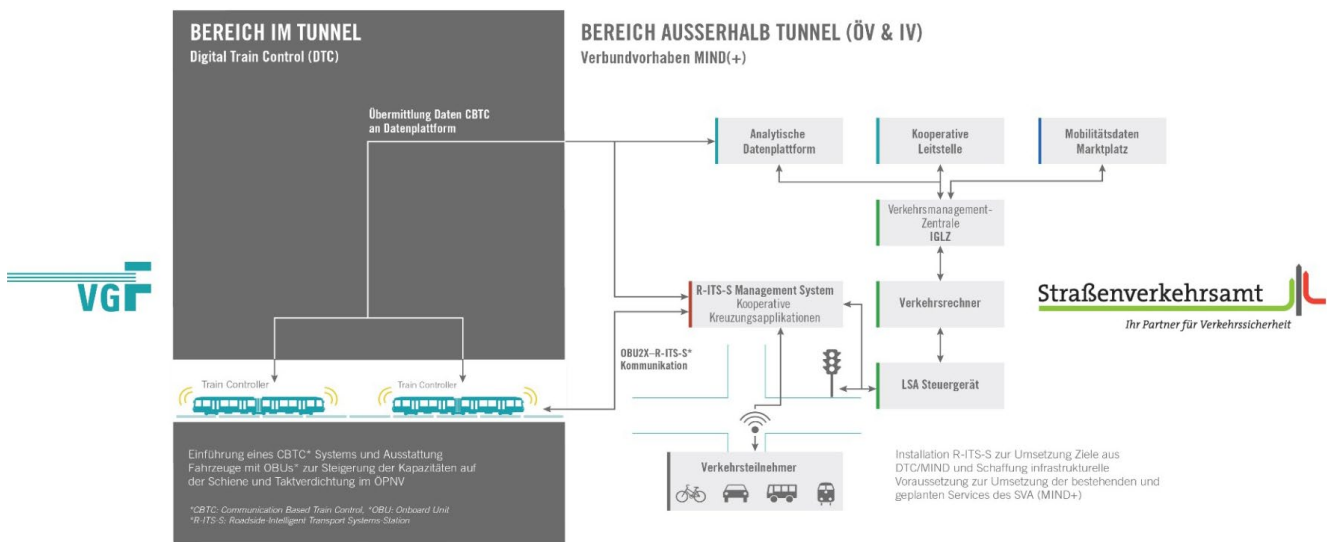 BEREICH IM TUNNEL
Digital Train Control (DTC)
BEREICH AUSSERHALB TUNNEL (ÖV & IV)
Verbundvorhaben MIND(+)
Übermittlung Daten CBTC
an Datenplattform
Analytische
Datenplattform
Kooperative
Leitstelle
Mobilitätsdaten
Marktplatz
Verkehrsmanagement-
Zentrale
IGLZ
VGF
R-ITS-S Management System
Kooperative
Kreuzungsapplikationen
Verkehrsrechner
Straßenverkehrsamt
Ihr Partner für Verkehrssicherheit
OBU2X–R-ITS-S*
Kommunikation
Train Controller
Train Controller
LSA Steuergerät
Einführung eines CBTC* Systems und Ausstattung
Fahrzeuge mit OBUs* zur Steigerung der Kapazitäten auf
der Schiene und Taktverdichtung im ÖPNV
*CBTC: Communication Based Train Control, *OBU: Onboard Unit
*R-ITS-S: Roadside-Intelligent Transport Systems-Station
Verkehrsteilnehmer
Installation R-ITS-S zur Umsetzung Ziele aus
DTC/MIND und Schaffung infrastrukturelle
Voraussetzung zur Umsetzung der bestehenden und
geplanten Services des SVA (MIND+)